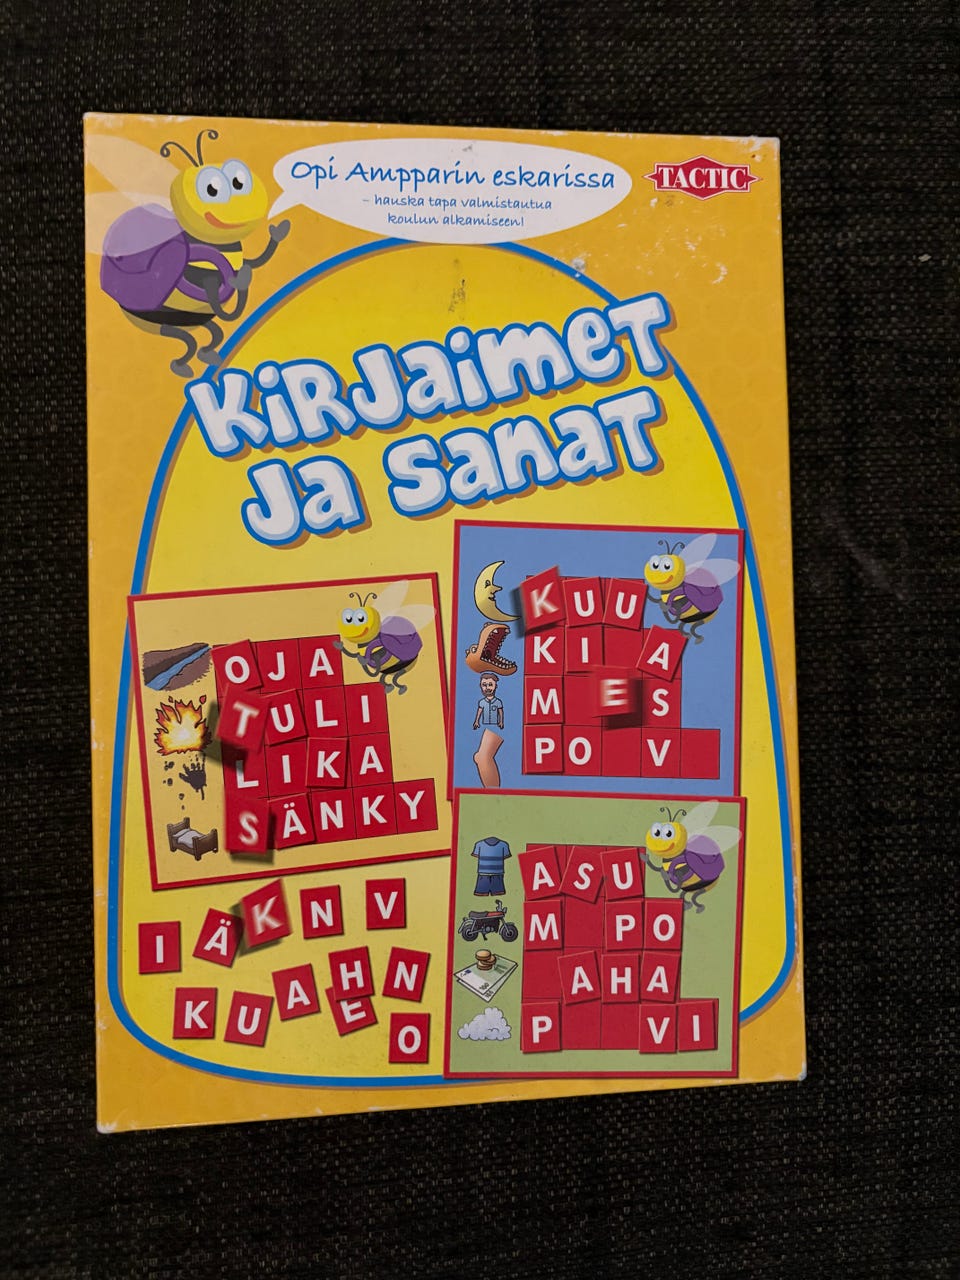 Opi Ampparin eskarissa
– hauska tapa valmistautua
koulun alkamiseen!
TACTIC
Kirjaimet
ja sanat
OJA
TULI
LIKA
SÄNKY
KUU
KI A
M ES
PO V
ASU
M PO
AHA
P VI
I Ä K N V
K U A H E N
O